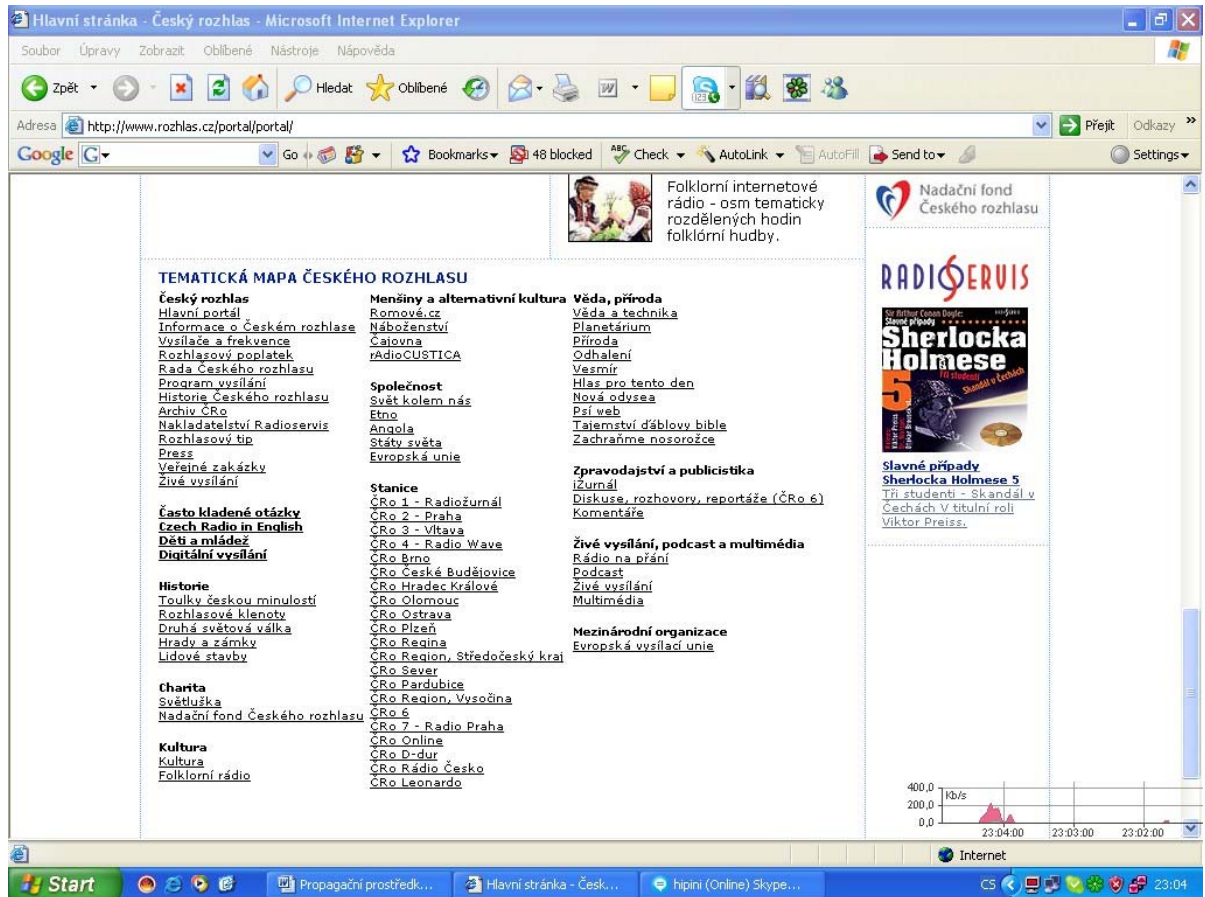 Hlavní stránka - Český rozhlas - Microsoft Internet Explorer
Soubor Úpravy Zobrazit Oblíbené Nástroje Nápověda
Zpět Hledat Oblíbené
Adresa http://www.rozhlas.cz/portal/portal/ Přejít Odkazy »
Google G Go Bookmarks 48 blocked ABC Check AutoLink AutoFill Send to Settings
Folklorní internetové
rádio - osm tematicky
rozdělených hodin
folklórní hudby.
Nadační fond
Českého rozhlasu
TEMATICKÁ MAPA ČESKÉHO ROZHLASU
Český rozhlas
Hlavní portál
Informace o Českém rozhlase
Vysílače a frekvence
Rozhlasový poplatek
Rada Českého rozhlasu
Program vysílání
Historie Českého rozhlasu
Archiv ČRo
Nakladatelství Radioservis
Rozhlasový tip
Press
Veřejné zakázky
Živé vysílání
Často kladené otázky
Czech Radio in English
Děti a mládež
Digitální vysílání
Historie
Toulky českou minulostí
Rozhlasové klenoty
Druhá světová válka
Hrady a zámky
Lidové stavby
Charita
Světluška
Nadační fond Českého rozhlasu
Kultura
Kultura
Folklorní rádio
Menšiny a alternativní kultura
Romové.cz
Náboženství
Čajovna
rAdioCUSTICA
Společnost
Svět kolem nás
Etno
Angola
Státy světa
Evropská unie
Stanice
ČRo 1 - Radiožurnál
ČRo 2 - Praha
ČRo 3 - Vltava
ČRo 4 - Radio Wave
ČRo Brno
ČRo České Budějovice
ČRo Hradec Králové
ČRo Olomouc
ČRo Ostrava
ČRo Plzeň
ČRo Regina
ČRo Region, Středočeský kraj
ČRo Sever
ČRo Pardubice
ČRo Region, Vysočina
ČRo 6
ČRo 7 - Radio Praha
ČRo Online
ČRo D-dur
ČRo Rádio Česko
ČRo Leonardo
Věda, příroda
Věda a technika
Planetárium
Příroda
Odhalení
Vesmír
Hlas pro tento den
Nová odysea
Psí web
Tajemství ďáblovy bible
Zachraňme nosorožce
Zpravodajství a publicistika
iŽurnál
Diskuse, rozhovory, reportáže (ČRo 6)
Komentáře
Živé vysílání, podcast a multimédia
Rádio na přání
Podcast
Živé vysílání
Multimédia
Mezinárodní organizace
Evropská vysílací unie
RADIOSERVIS
Sir Arthur Conan Doyle:
Slavné případy
Sherlocka
Holmese
5
Tři studenti
Skandál v Čechách
Viktor Preiss
Slavné případy
Sherlocka Holmese 5
Tři studenti - Skandál v
Čechách V titulní roli
Viktor Preiss.
400,0 Kb/s
200,0
0,0
23:04:00 23:03:00 23:02:00
Internet
Start Propagační prostředk... Hlavní stránka - Česk... hipini (Online) Skype... CS 23:04